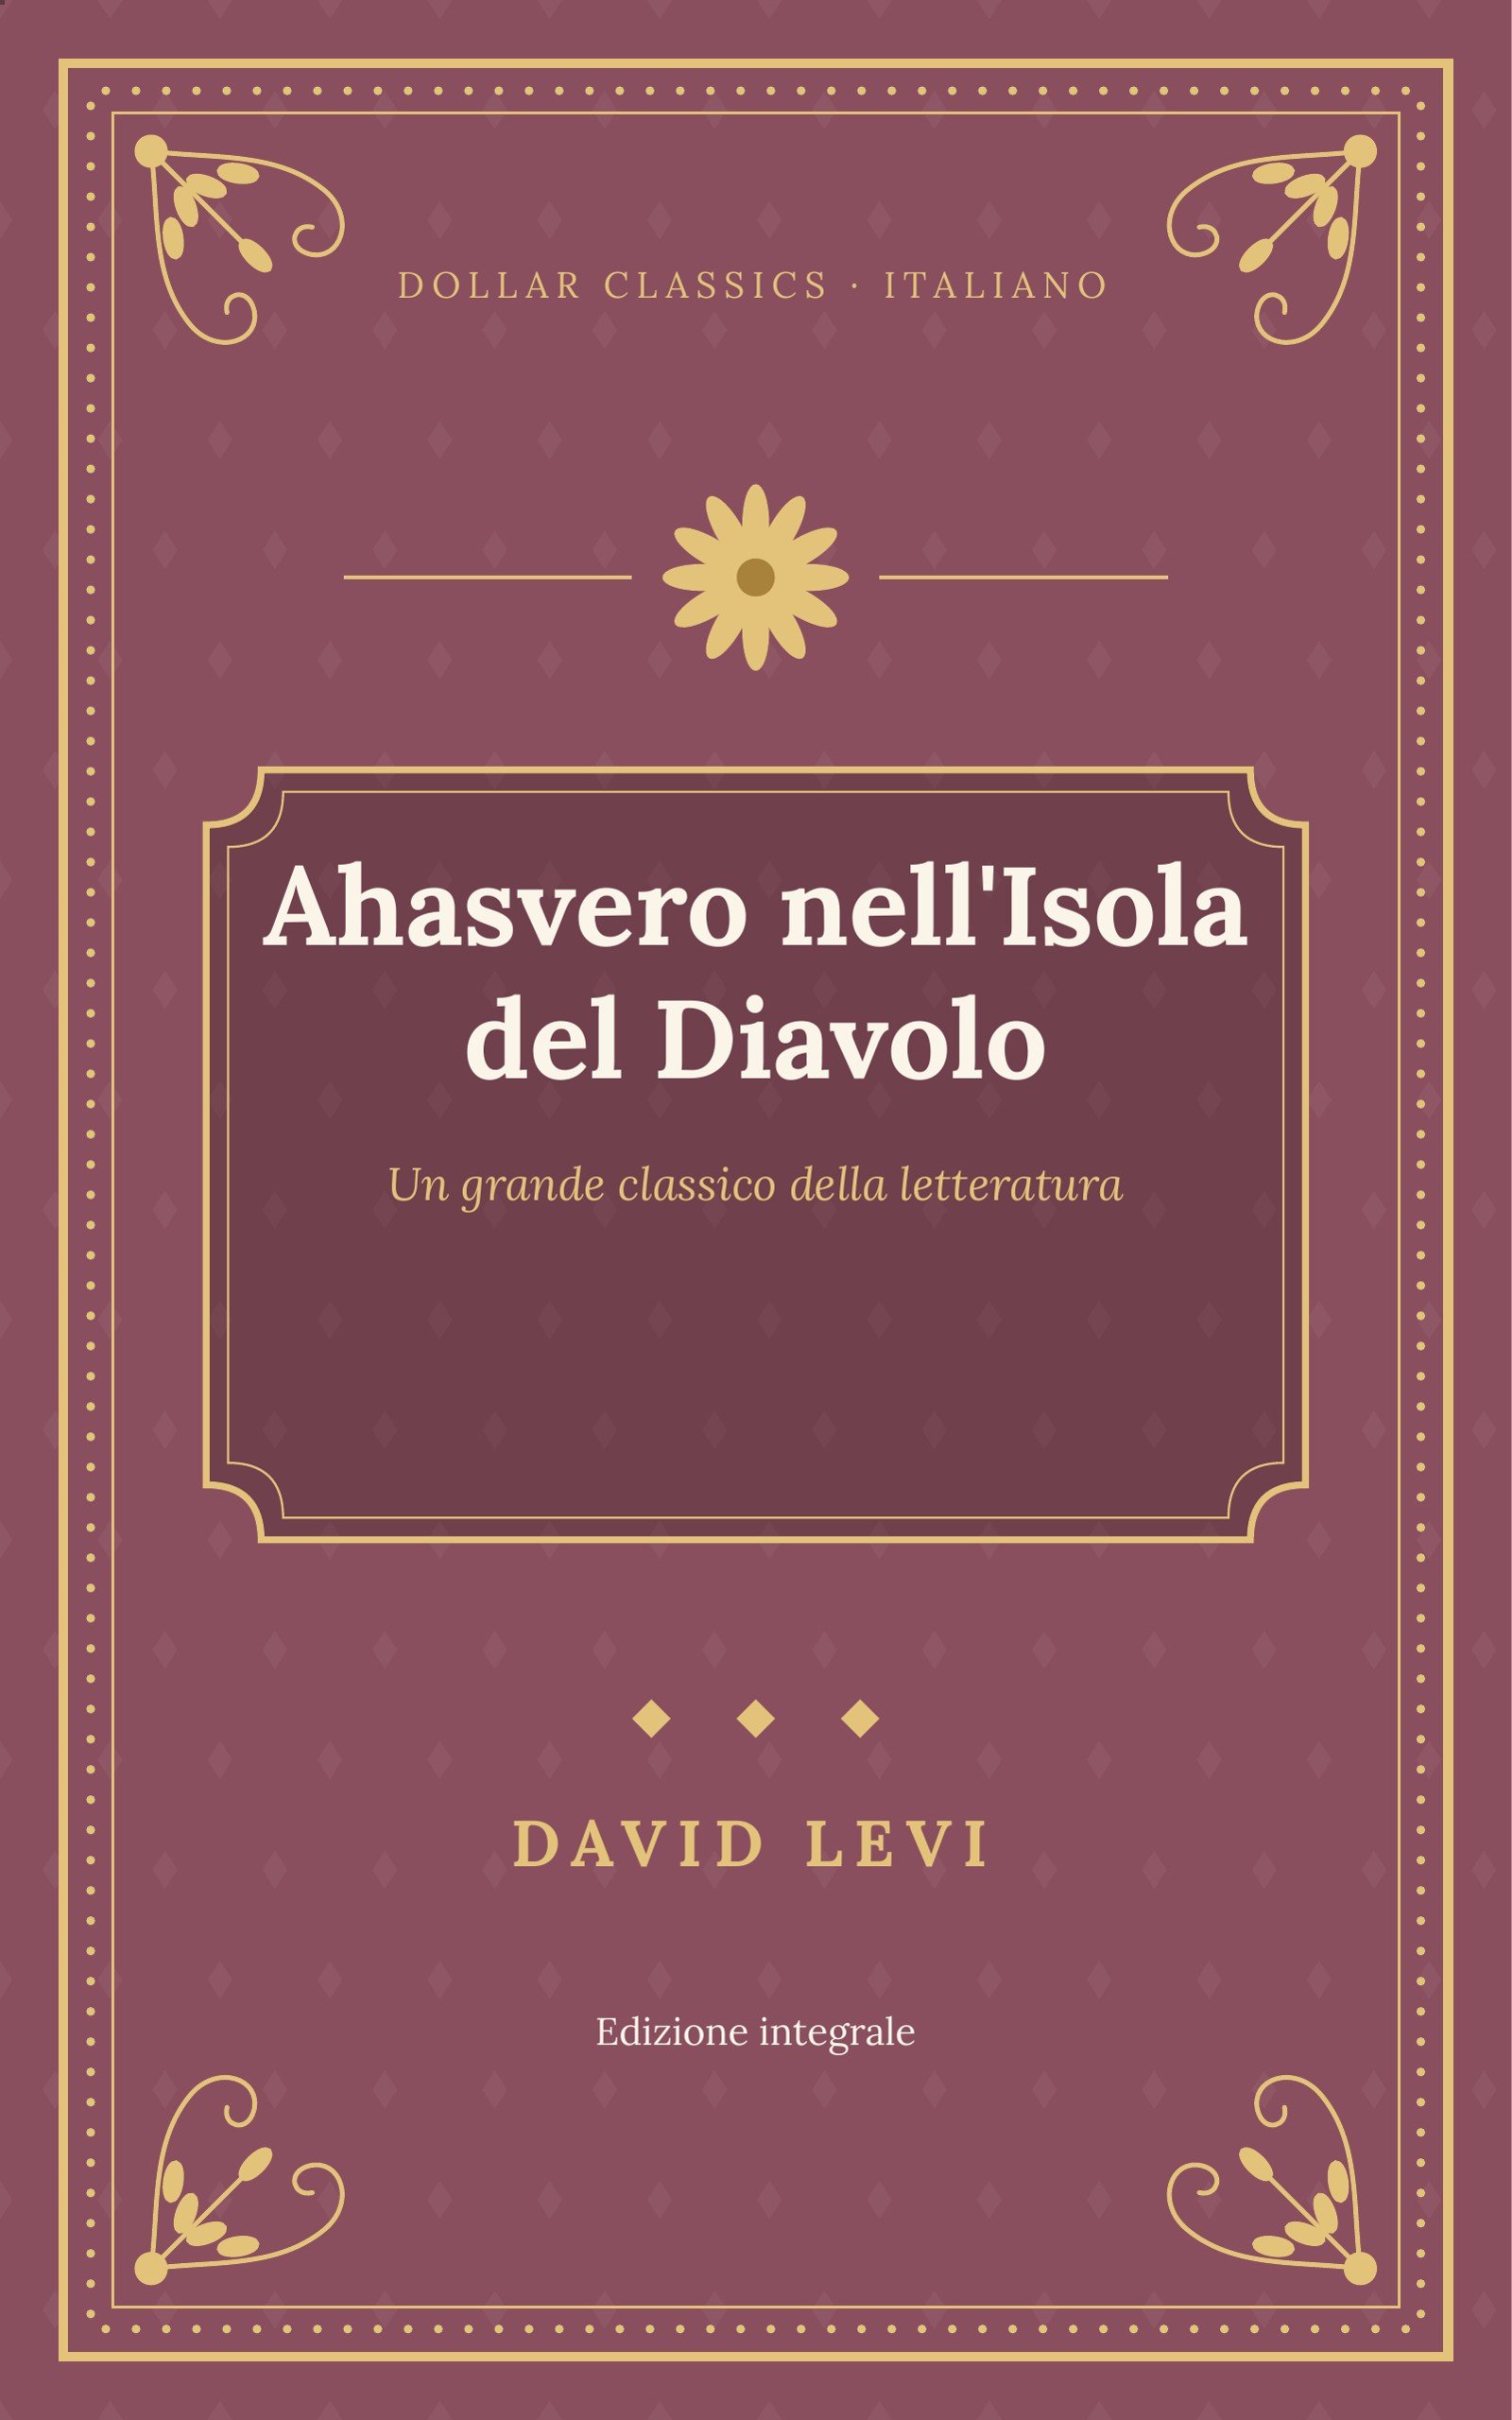 DOLLAR CLASSICS · ITALIANO
Ahasvero nell'Isola
del Diavolo
Un grande classico della letteratura
DAVID LEVI
Edizione integrale